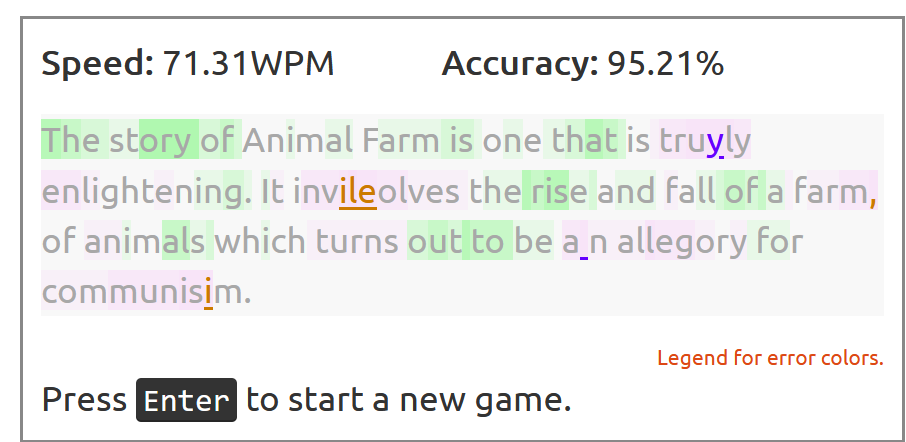 Speed: 71.31WPM Accuracy: 95.21%
The story of Animal Farm is one that is truyly
enlightening. It invileolves the rise and fall of a farm,
of animals which turns out to be a n allegory for
communisim.
Legend for error colors.
Press Enter to start a new game.